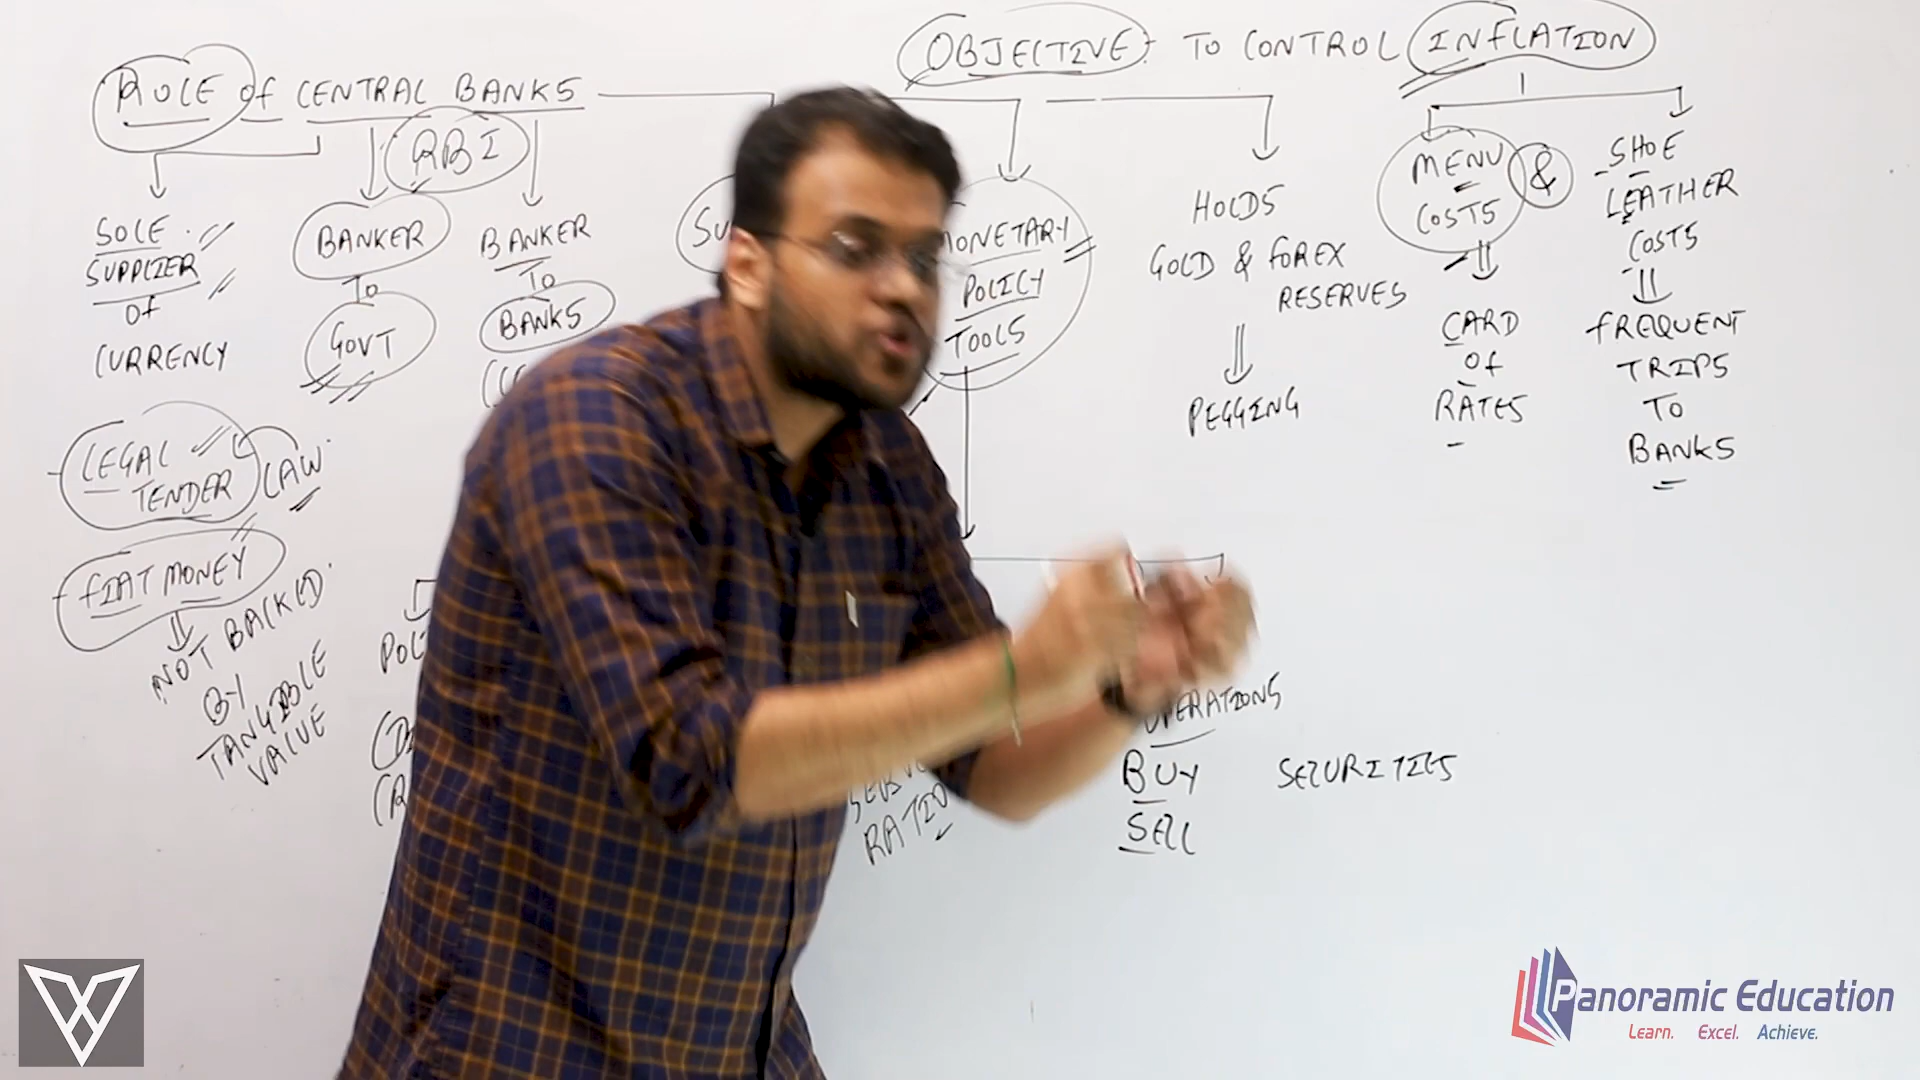 OBJECTIVE:- TO CONTROL INFLATION
ROLE of CENTRAL BANKS
RBI
SOLE
SUPPLIER
Of
CURRENCY
BANKER
To
GOVT
BANKER
To
BANKS
MONETARY
POLICY
TOOLS
HOLDS
GOLD & FOREX
RESERVES
PEGGING
MENU
COSTS
&
SHOE
LEATHER
COSTS
CARD
Of
RATES
FREQUENT
TRIPS
TO
BANKS
LEGAL
TENDER
LAW
FIAT MONEY
NOT BACKED
BY
TANGIBLE
VALUE
RATIO
OPERATIONS
BUY
SELL
SECURITIES
Panoramic Education
Learn. Excel. Achieve.